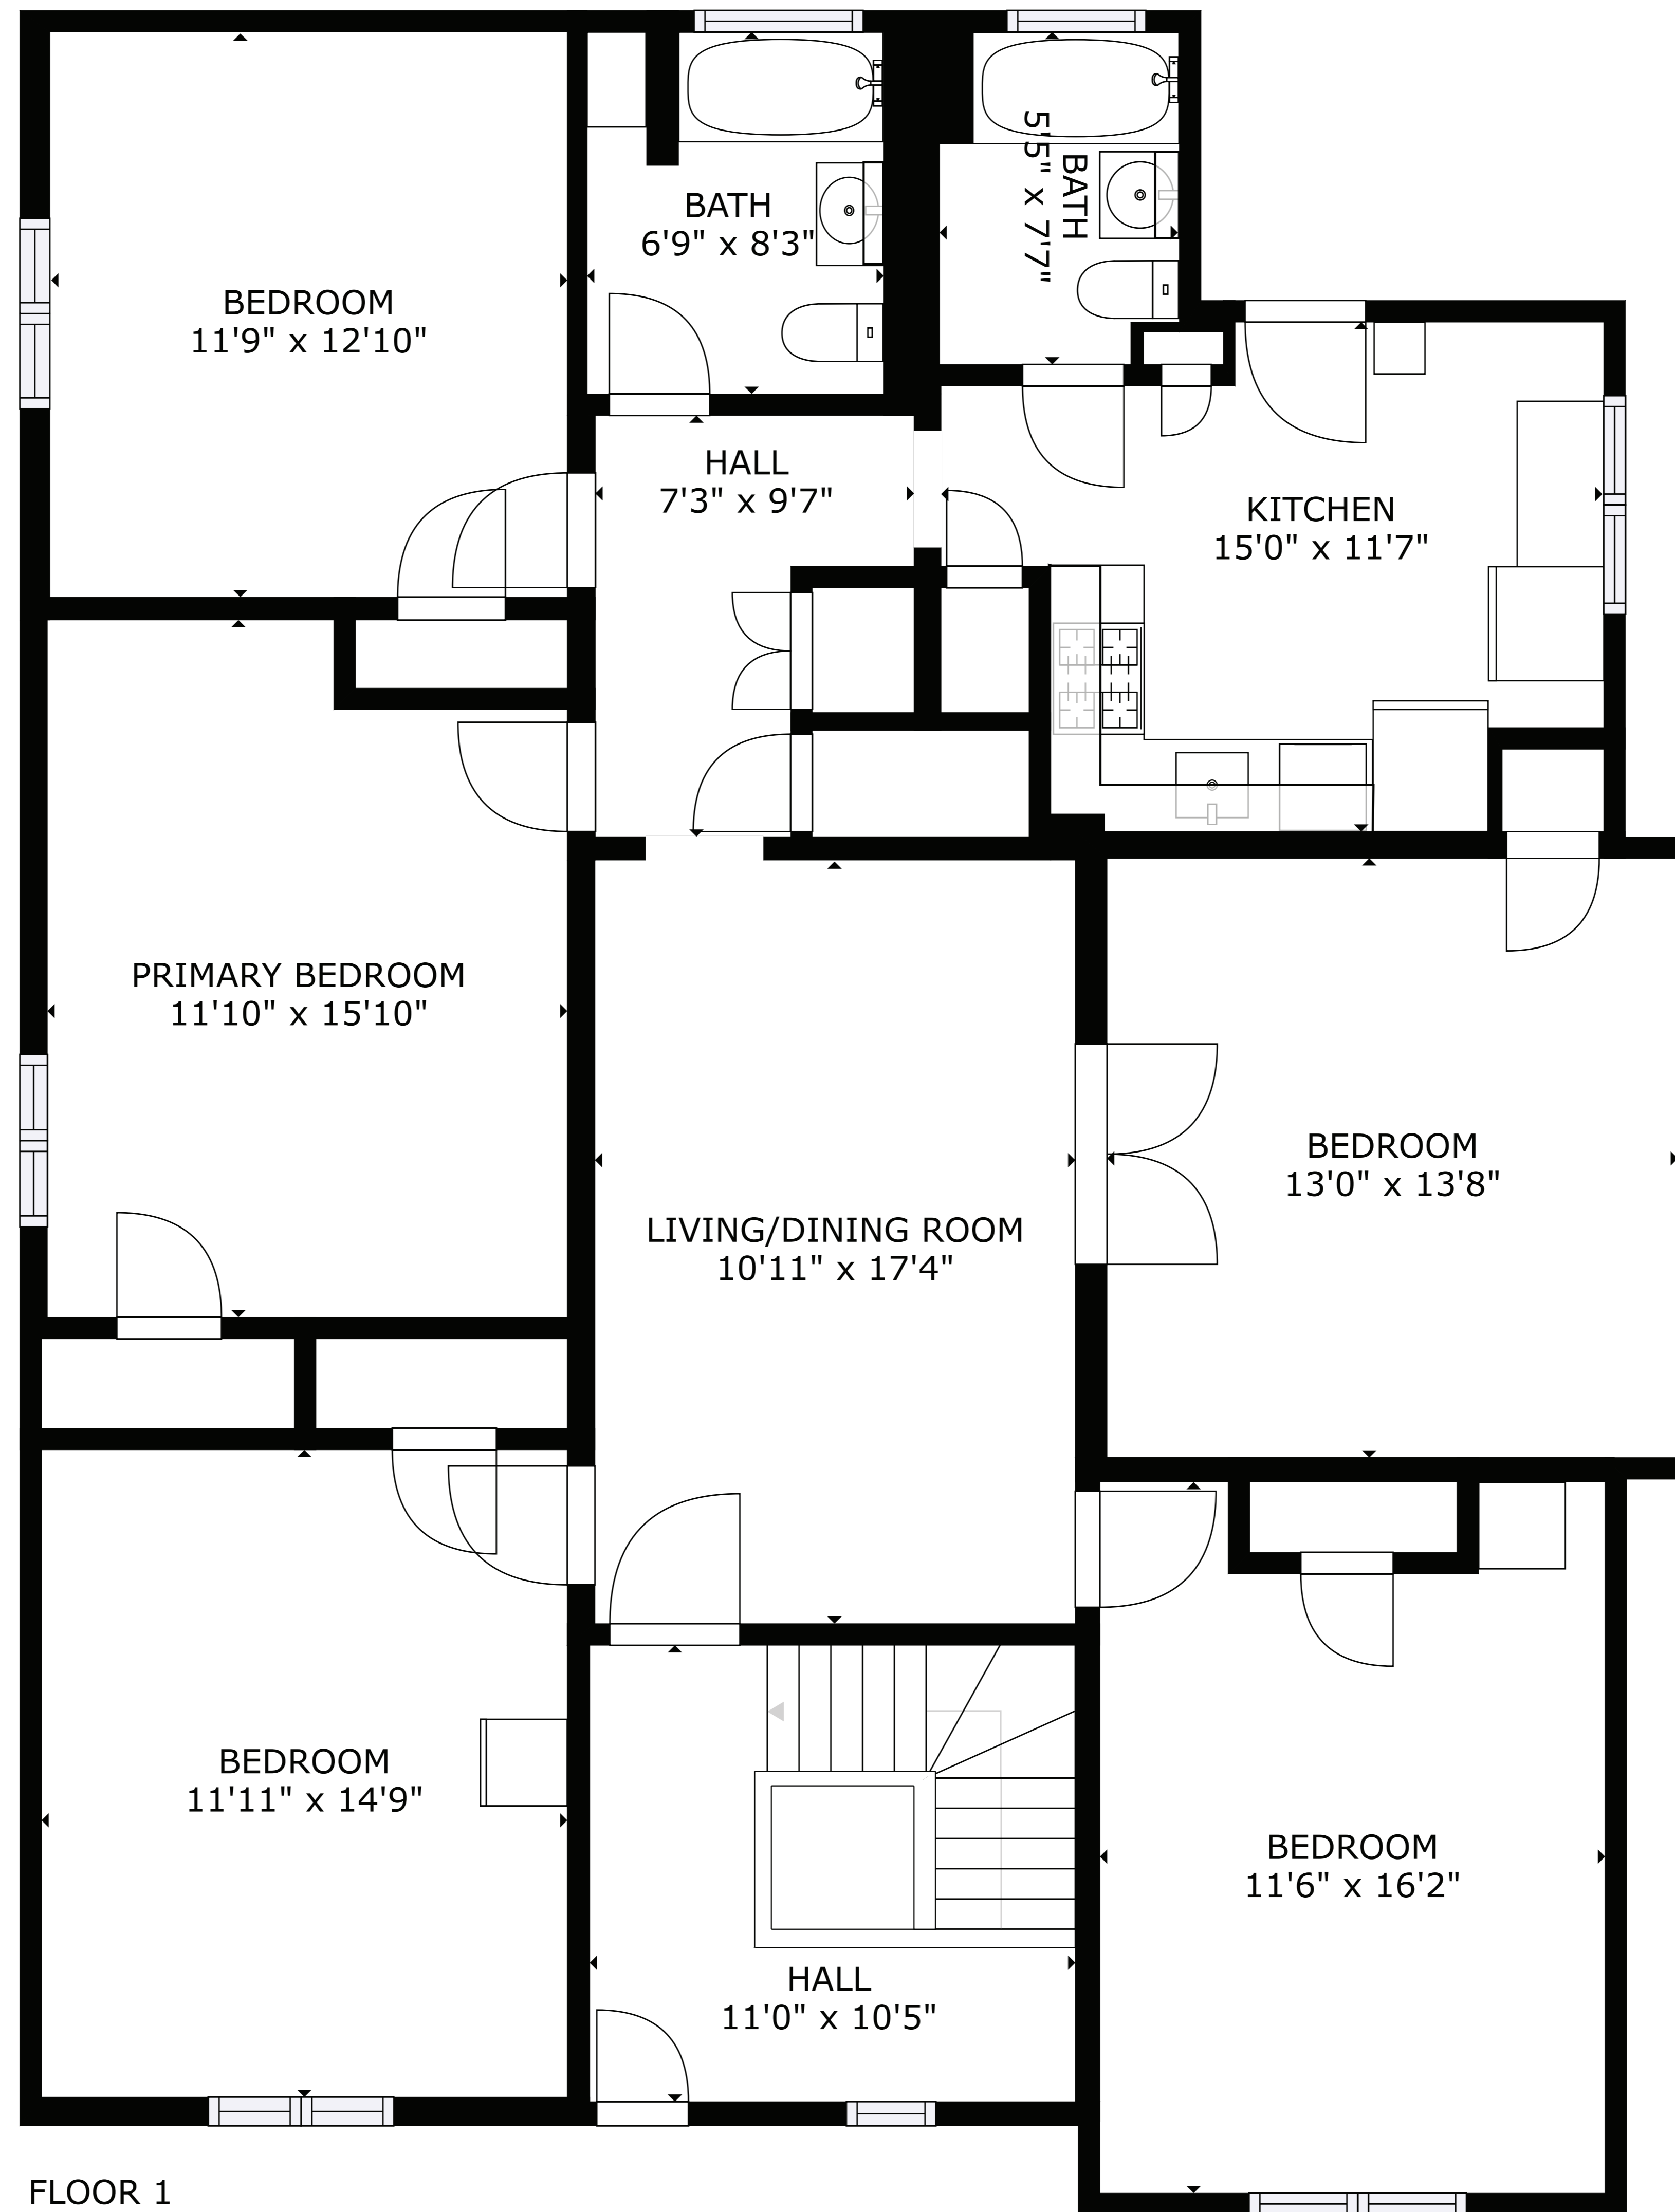 BATH
6'9" x 8'3"
BATH
5'5" x 7'7"
BEDROOM
11'9" x 12'10"
HALL
7'3" x 9'7"
KITCHEN
15'0" x 11'7"
PRIMARY BEDROOM
11'10" x 15'10"
BEDROOM
13'0" x 13'8"
LIVING/DINING ROOM
10'11" x 17'4"
BEDROOM
11'11" x 14'9"
BEDROOM
11'6" x 16'2"
HALL
11'0" x 10'5"
FLOOR 1